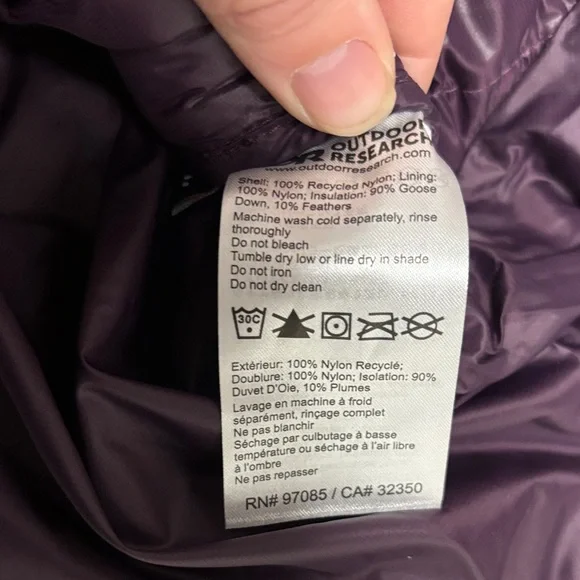 OUTDOOR
OR RESEARCH
www.outdoorresearch.com
Shell: 100% Recycled Nylon; Lining:
100% Nylon; Insulation: 90% Goose
Down, 10% Feathers
Machine wash cold separately, rinse
thoroughly
Do not bleach
Tumble dry low or line dry in shade
Do not iron
Do not dry clean
30C
Extérieur: 100% Nylon Recyclé;
Doublure: 100% Nylon; Isolation: 90%
Duvet D'Oie, 10% Plumes
Lavage en machine à froid
séparément, rinçage complet
Ne pas blanchir
Séchage par culbutage à basse
température ou séchage à l'air libre
à l'ombre
Ne pas repasser
RN# 97085 / CA# 32350